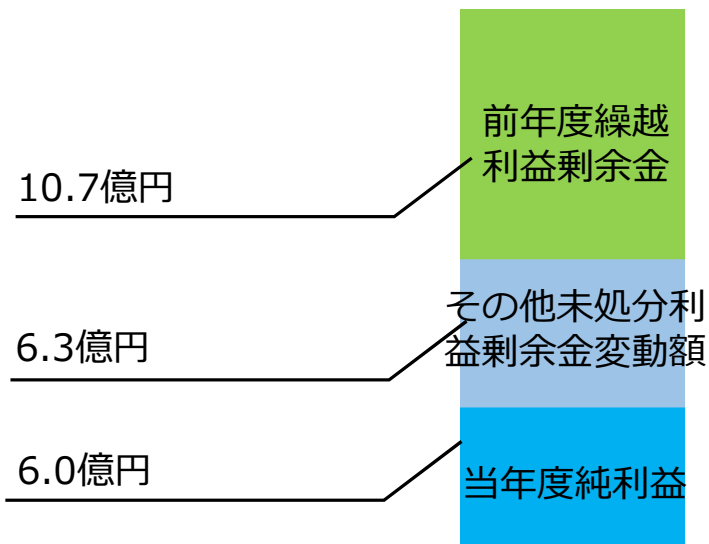 前年度繰越
利益剰余金
10.7億円
その他未処分利
益剰余金変動額
6.3億円
当年度純利益
6.0億円